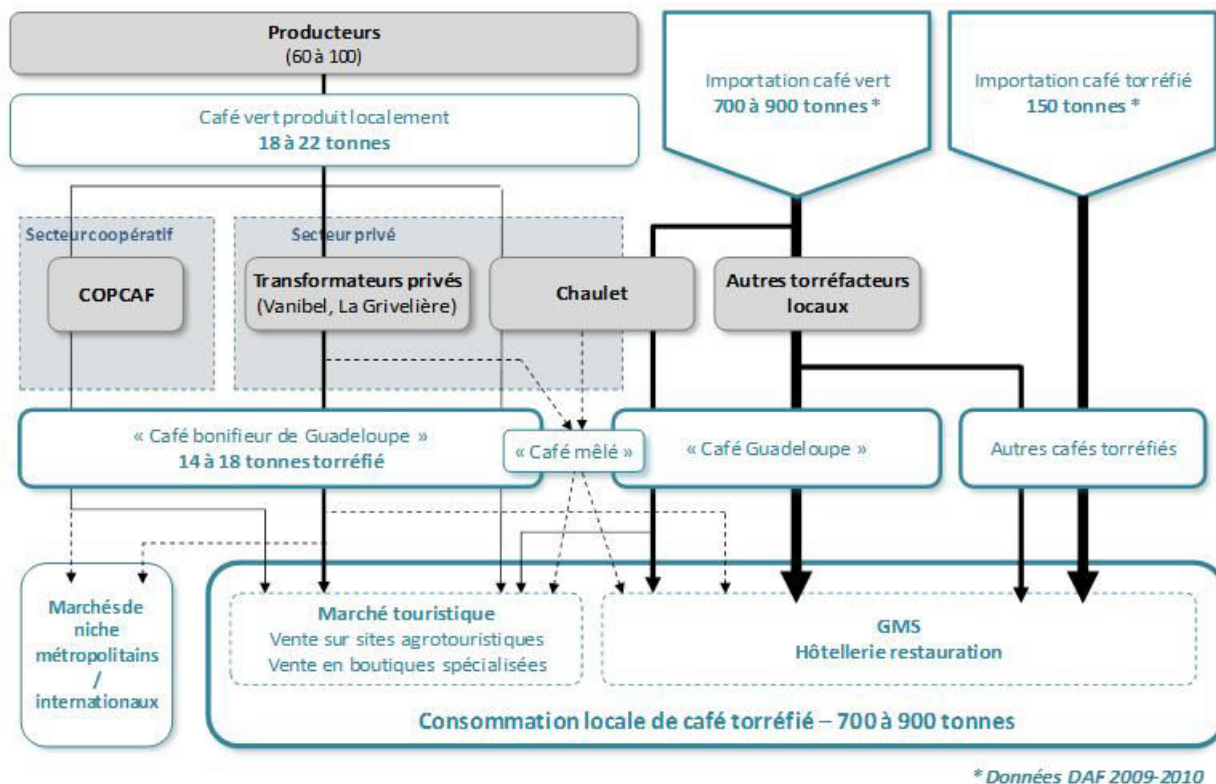 Producteurs
(60 à 100)
Importation café vert
700 à 900 tonnes *
Importation café torréfié
150 tonnes *
Café vert produit localement
18 à 22 tonnes
Secteur coopératif
Secteur privé
COPCAF
Transformateurs privés
(Vanibel, La Grivelière)
Chaulet
Autres torréfacteurs
locaux
« Café bonifieur de Guadeloupe »
14 à 18 tonnes torréfié
« Café mêlé »
« Café Guadeloupe »
Autres cafés torréfiés
Marchés de
niche
métropolitains
/
internationaux
Marché touristique
Vente sur sites agrotouristiques
Vente en boutiques spécialisées
GMS
Hôtellerie restauration
Consommation locale de café torréfié – 700 à 900 tonnes
* Données DAF 2009-2010